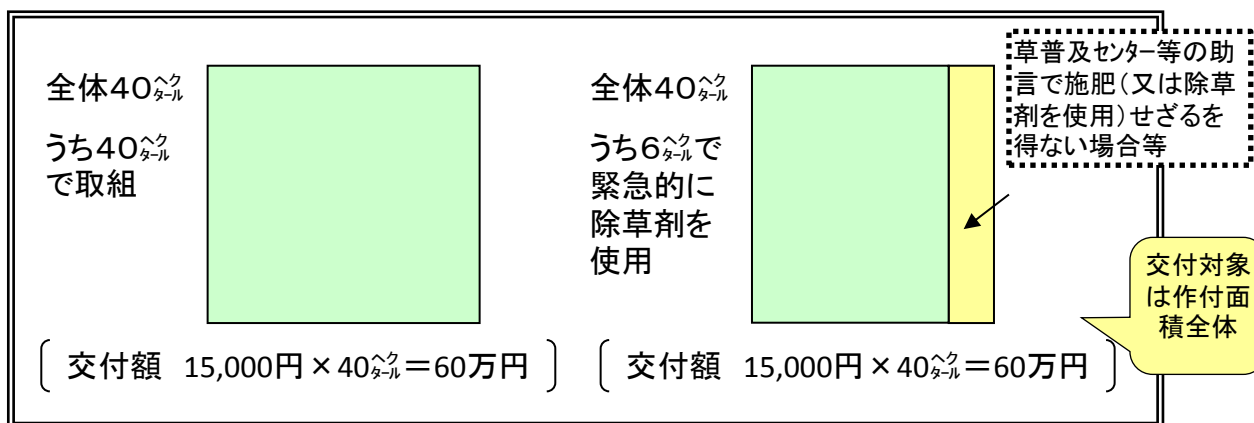 全体40㌶
うち40㌶
で取組
[ 交付額 15,000円×40㌶＝60万円 ]
全体40㌶
うち6㌶で
緊急的に
除草剤を
使用
草普及センター等の助
言で施肥（又は除草
剤を使用）せざるを
得ない場合等
交付対象
は作付面
積全体
[ 交付額 15,000円×40㌶＝60万円 ]